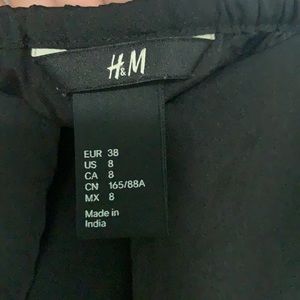 H&M
EUR 38
US 8
CA 8
CN 165/88A
MX 8
Made in
India